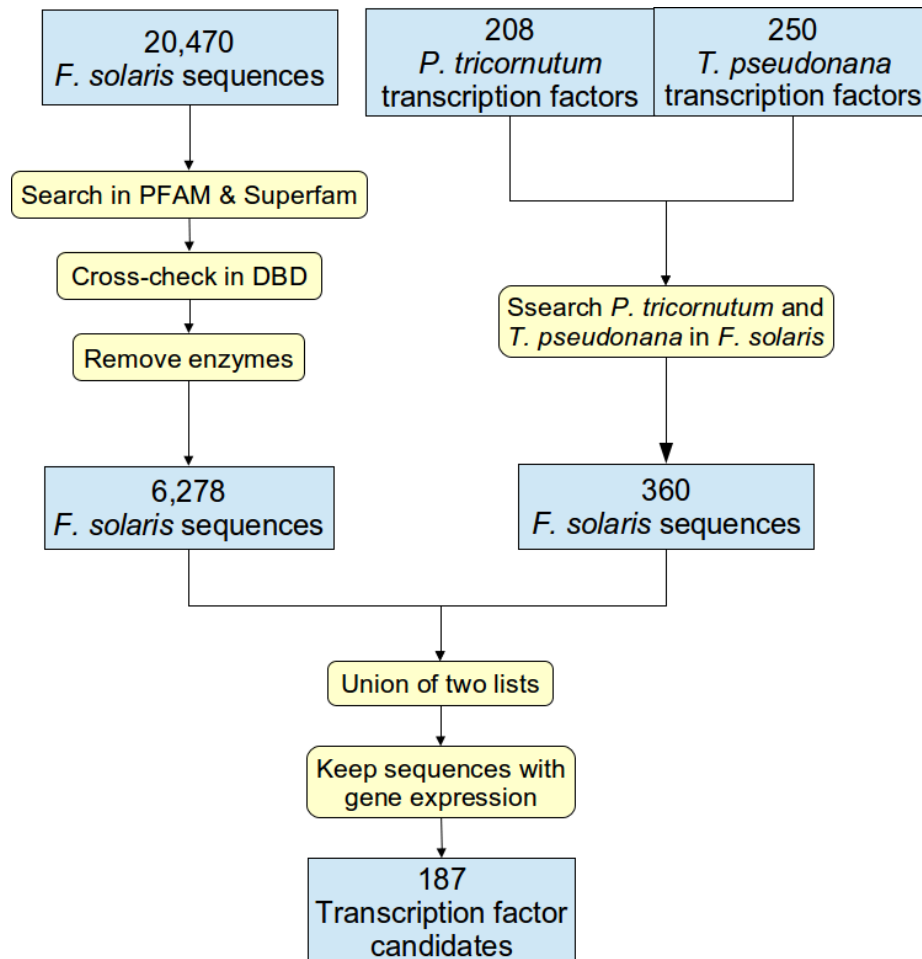 20,470
F. solaris sequences
208
P. tricornutum
transcription factors
250
T. pseudonana
transcription factors
Search in PFAM & Superfam
Cross-check in DBD
Remove enzymes
Ssearch P. tricornutum and
T. pseudonana in F. solaris
6,278
F. solaris sequences
360
F. solaris sequences
Union of two lists
Keep sequences with
gene expression
187
Transcription factor
candidates